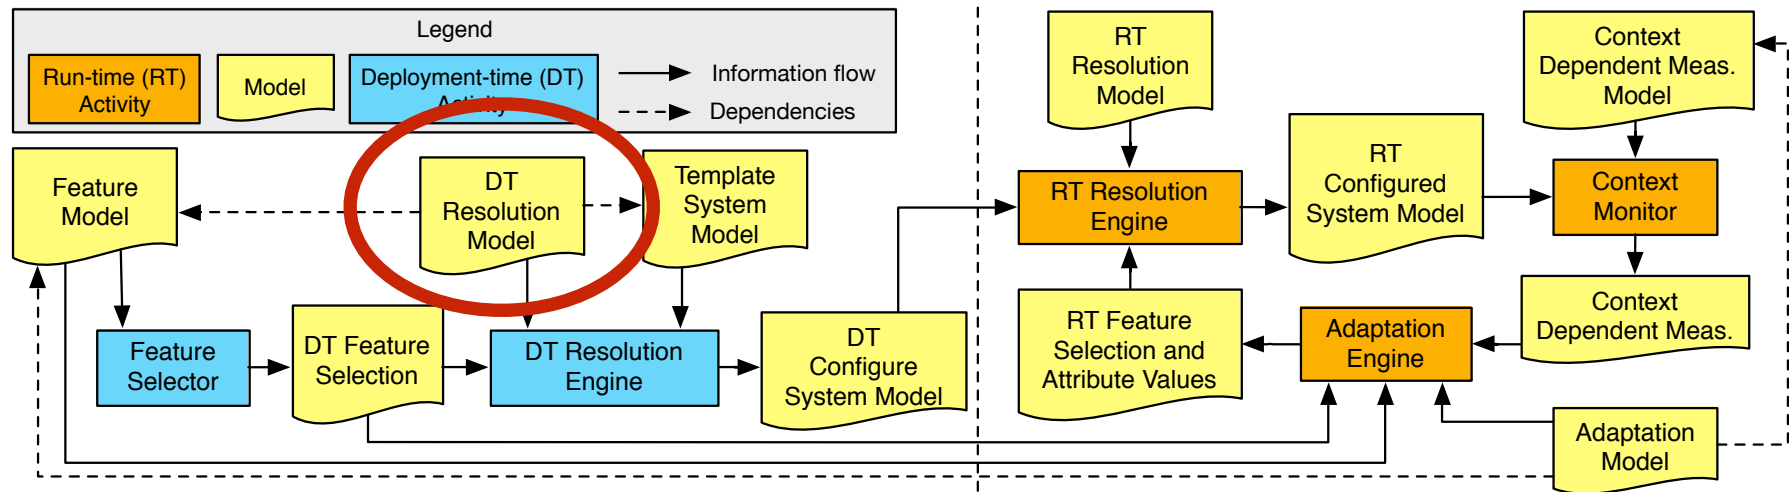 Legend
Run-time (RT)
Activity
Model
Deployment-time (DT)
Activity
Information flow
Dependencies
Feature
Model
DT
Resolution
Model
Template
System
Model
Feature
Selector
DT Feature
Selection
DT Resolution
Engine
DT
Configure
System Model
RT
Resolution
Model
RT Resolution
Engine
RT Feature
Selection and
Attribute Values
RT
Configured
System Model
Context
Dependent Meas.
Model
Context
Monitor
Context
Dependent Meas.
Adaptation
Engine
Adaptation
Model